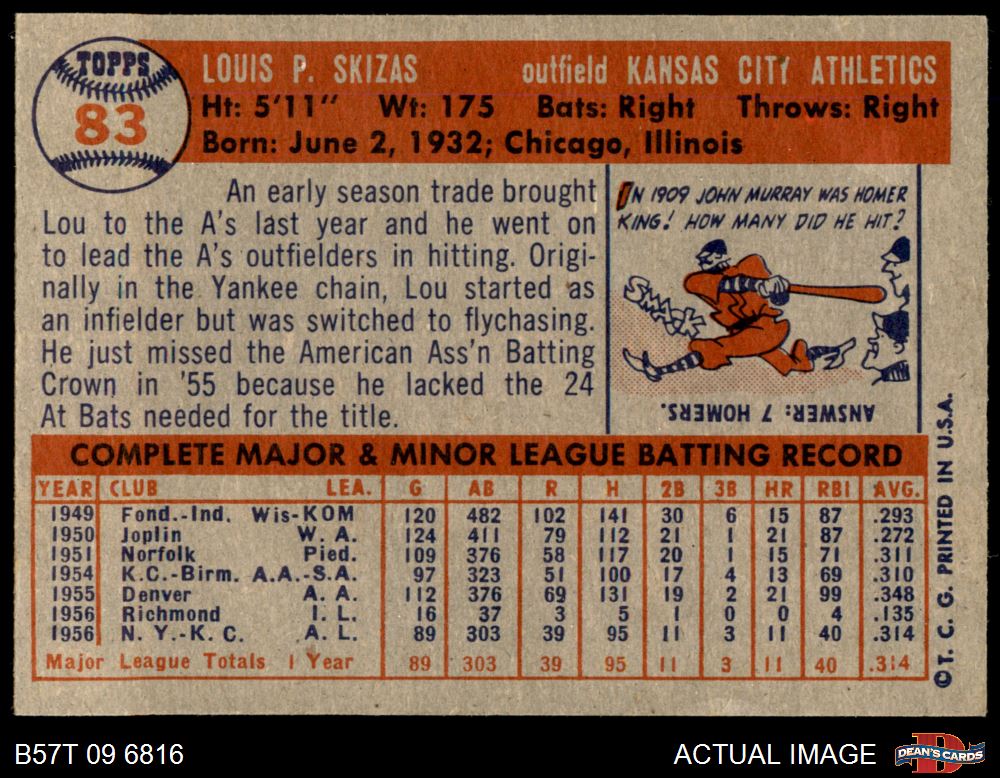 TOPPS
83
LOUIS P. SKIZAS outfield KANSAS CITY ATHLETICS
Ht: 5'11" Wt: 175 Bats: Right Throws: Right
Born: June 2, 1932; Chicago, Illinois
An early season trade brought
Lou to the A's last year and he went on
to lead the A's outfielders in hitting. Origi-
nally in the Yankee chain, Lou started as
an infielder but was switched to flychasing.
He just missed the American Ass'n Batting
Crown in '55 because he lacked the 24
At Bats needed for the title.
IN 1909 JOHN MURRAY WAS HOMER
KING! HOW MANY DID HE HIT?
SMACK
ANSWER: 7 HOMERS.
COMPLETE MAJOR & MINOR LEAGUE BATTING RECORD
YEAR CLUB LEA. G AB R H 2B 3B HR RBI AVG.
1949 Fond.-Ind. Wis-KOM 120 482 102 141 30 6 15 87 .293
1950 Joplin W. A. 124 411 79 112 21 1 21 87 .272
1951 Norfolk Pied. 109 376 58 117 20 1 15 71 .311
1954 K.C.-Birm. A.A.-S.A. 97 323 51 100 17 4 13 69 .310
1955 Denver A. A. 112 376 69 131 19 2 21 99 .348
1956 Richmond I. L. 16 37 3 5 1 0 0 4 .135
1956 N. Y.-K. C. A. L. 89 303 39 95 11 3 11 40 .314
Major League Totals 1 Year 89 303 39 95 11 3 11 40 .314
© T. C. G. PRINTED IN U.S.A.
B57T 09 6816 ACTUAL IMAGE DEAN'S CARDS